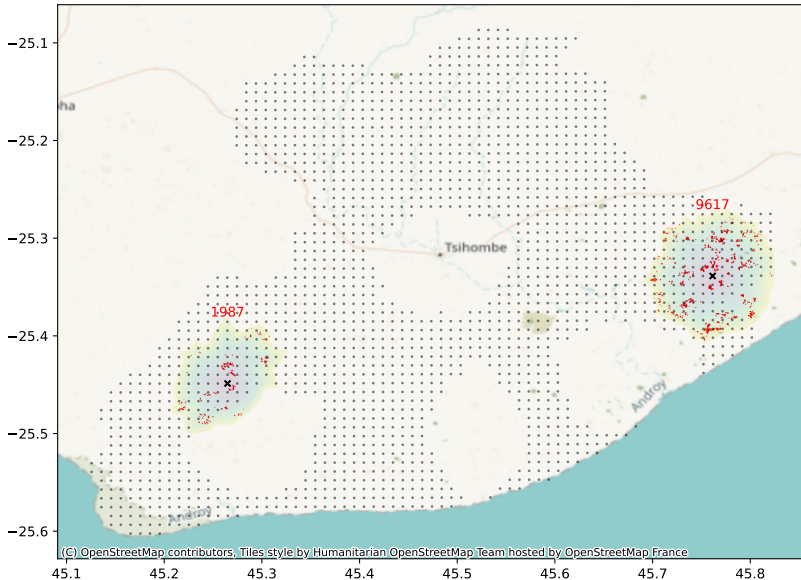 −25.1
ha
−25.2
9617
Tsihombe
−25.3
1987
−25.4
Androy
−25.5
Androy
(C) OpenStreetMap contributors, Tiles style by Humanitarian OpenStreetMap Team hosted by OpenStreetMap France
−25.6
45.1 45.2 45.3 45.4 45.5 45.6 45.7 45.8